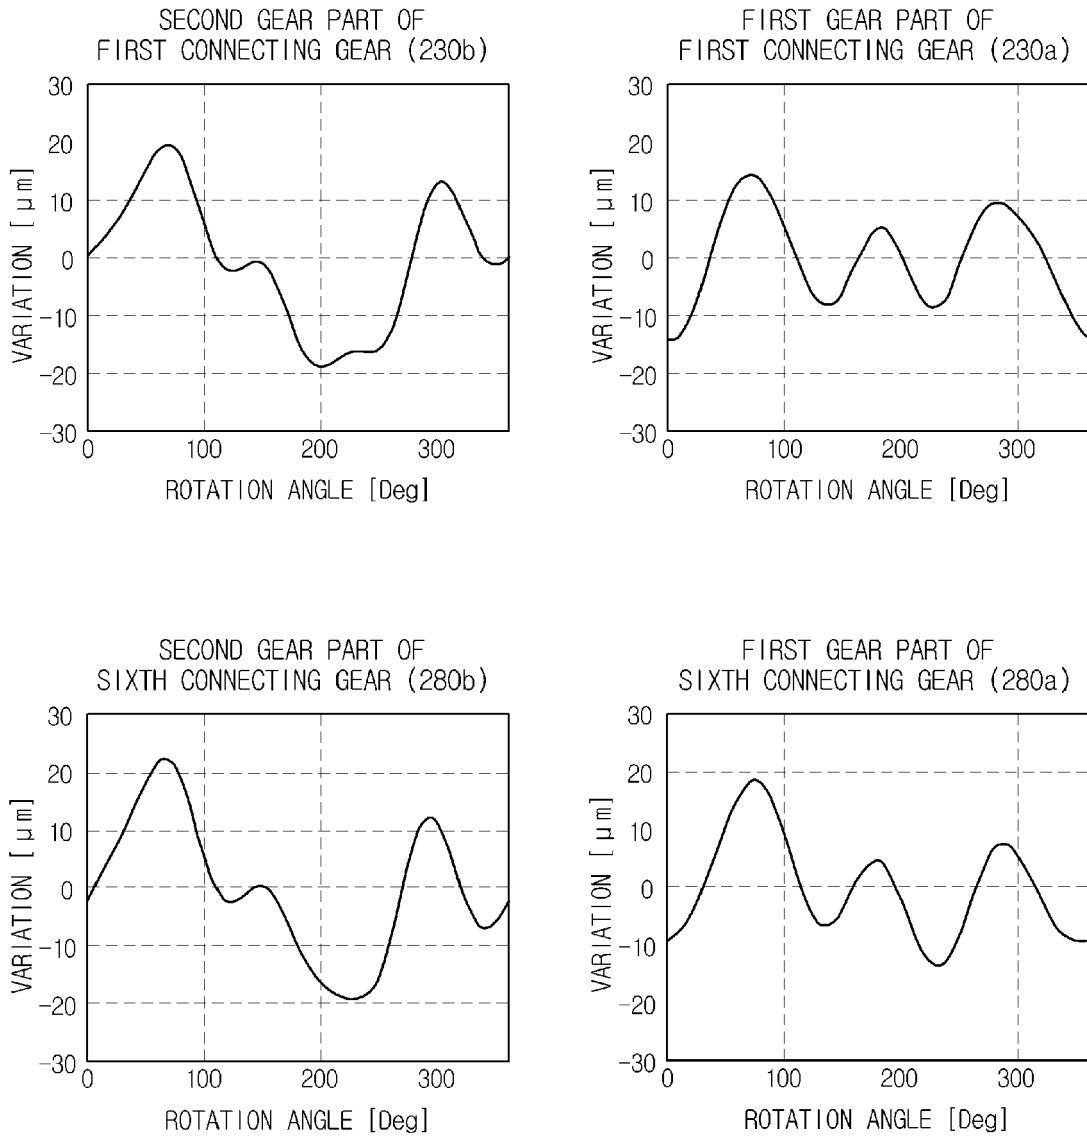 SECOND GEAR PART OF
FIRST CONNECTING GEAR (230b)
30
20
10
0
-10
-20
-30
VARIATION [μm]
0 100 200 300
ROTATION ANGLE [Deg]
FIRST GEAR PART OF
FIRST CONNECTING GEAR (230a)
30
20
10
0
-10
-20
-30
VARIATION [μm]
0 100 200 300
ROTATION ANGLE [Deg]
SECOND GEAR PART OF
SIXTH CONNECTING GEAR (280b)
30
20
10
0
-10
-20
-30
VARIATION [μm]
0 100 200 300
ROTATION ANGLE [Deg]
FIRST GEAR PART OF
SIXTH CONNECTING GEAR (280a)
30
20
10
0
-10
-20
-30
VARIATION [μm]
0 100 200 300
ROTATION ANGLE [Deg]